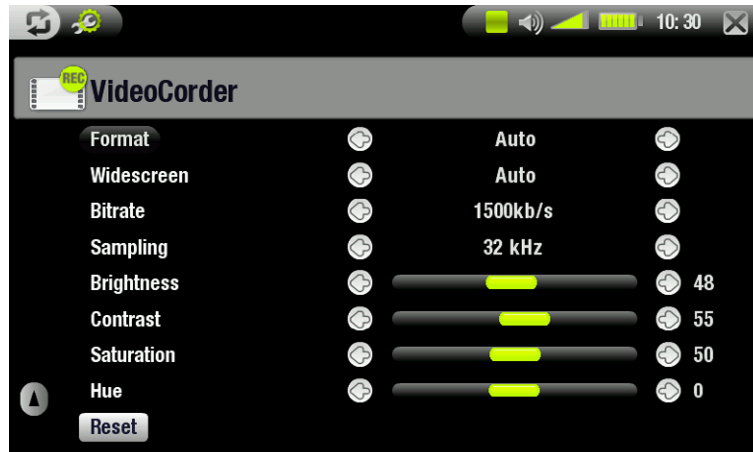 10:30
REC
VideoCorder
Format Auto
Widescreen Auto
Bitrate 1500kb/s
Sampling 32 kHz
Brightness 48
Contrast 55
Saturation 50
Hue 0
Reset